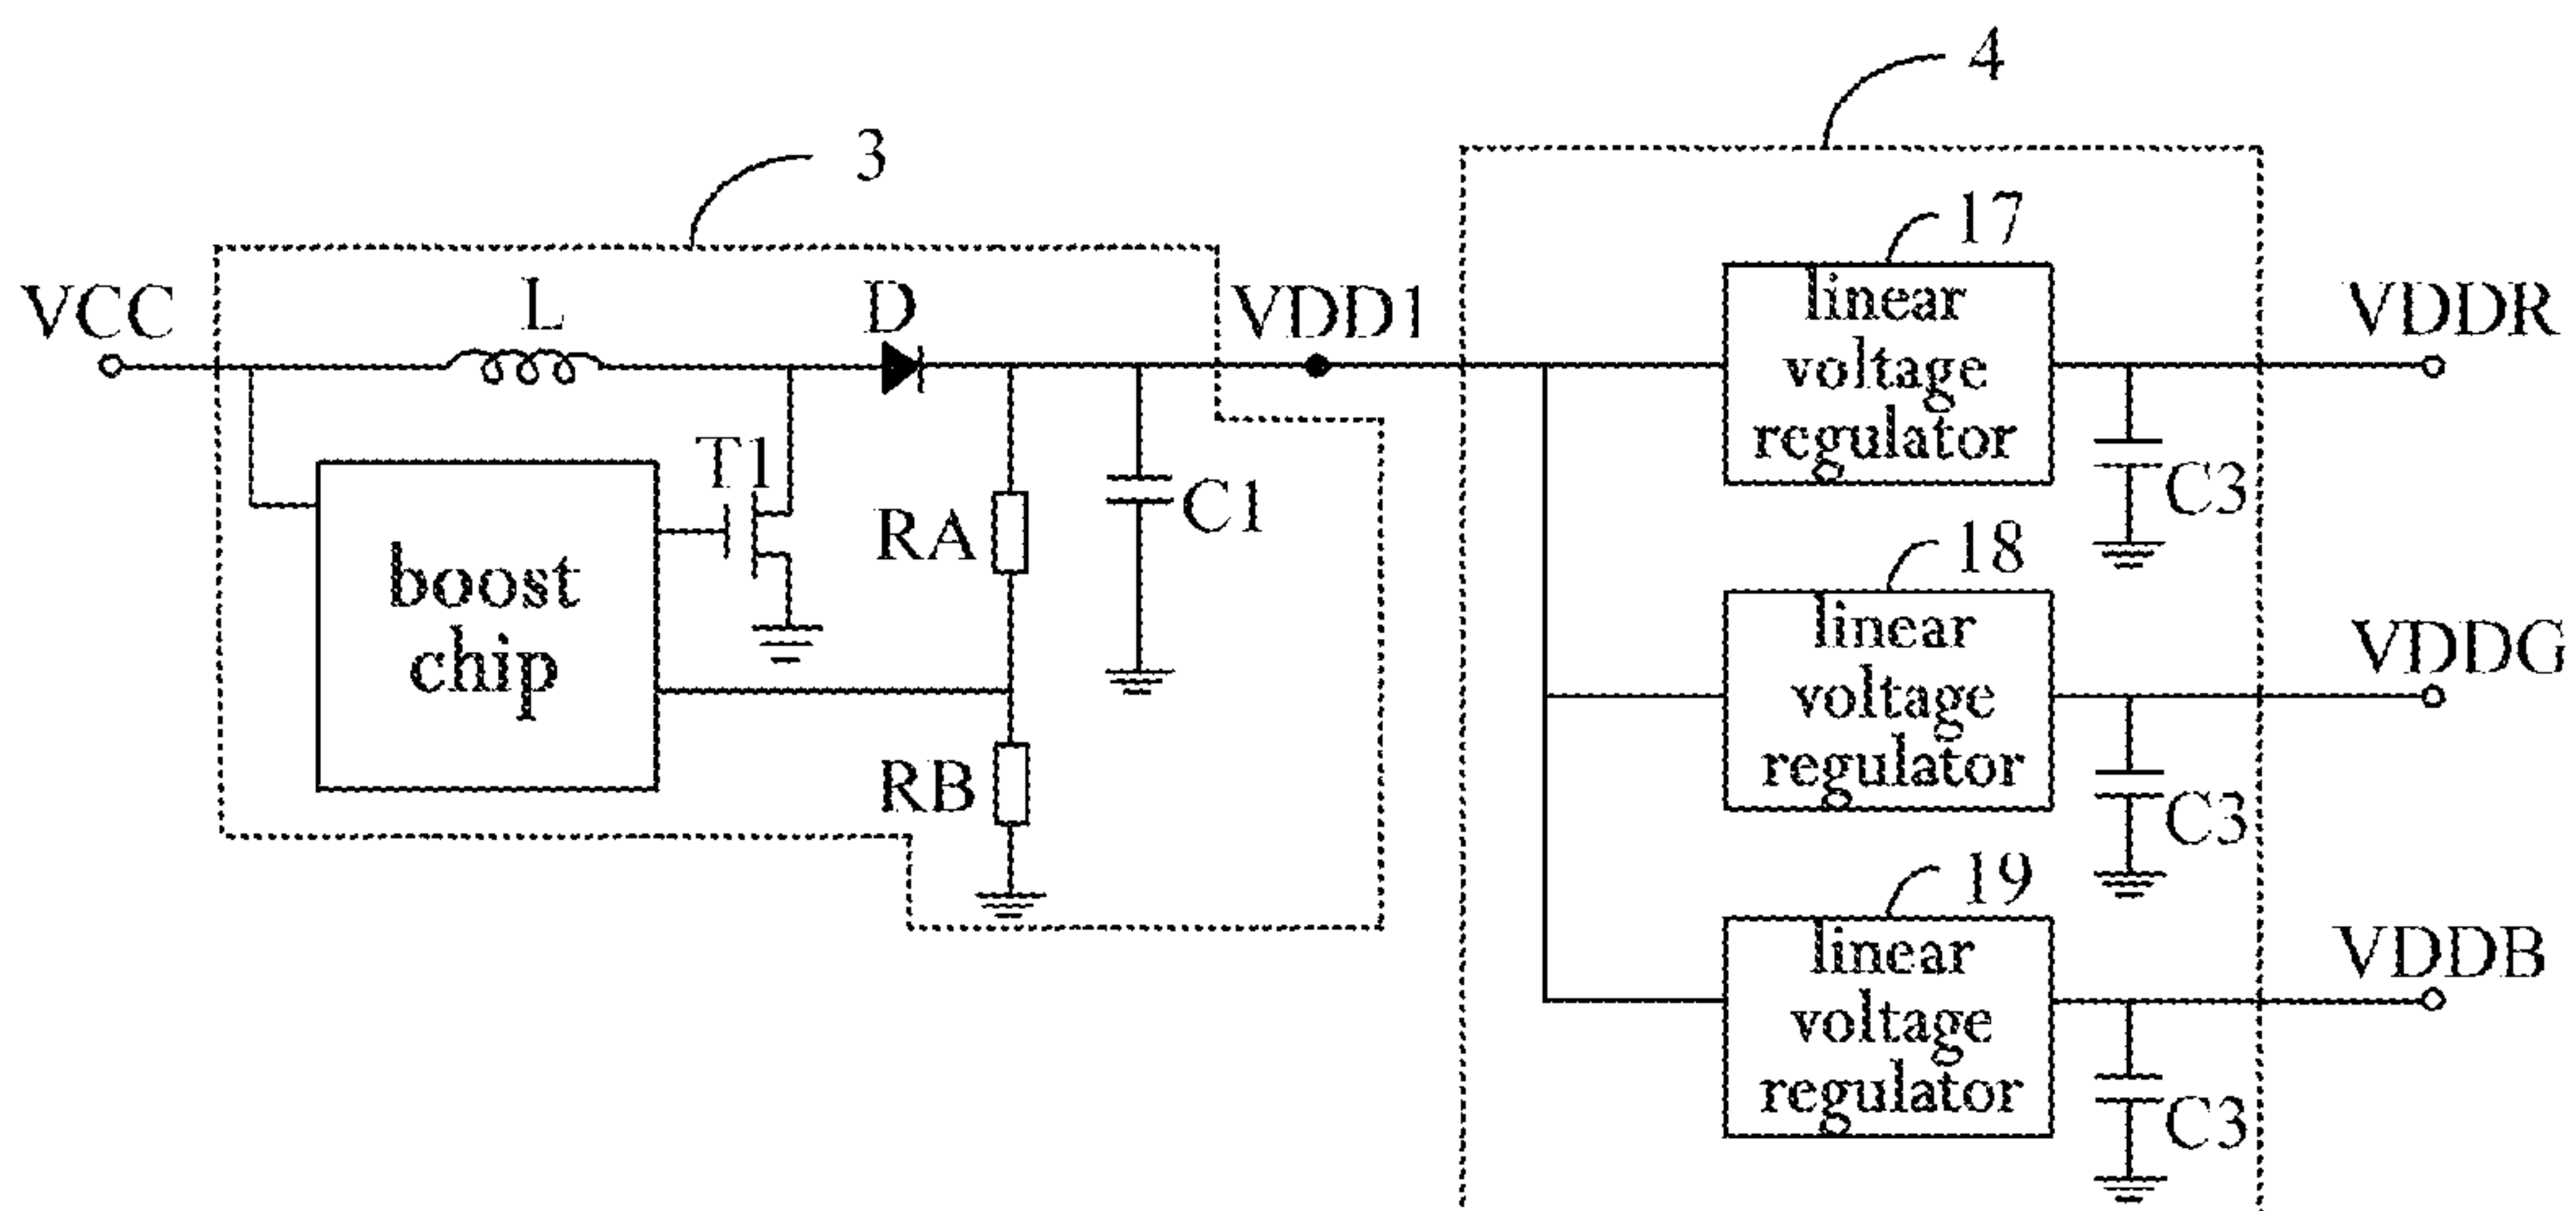 4
3
17
VCC
L
D
VDD1
linear
voltage
regulator
VDDR
T1
C3
RA
C1
boost
chip
18
linear
voltage
regulator
VDDG
RB
C3
19
linear
voltage
regulator
VDDB
C3